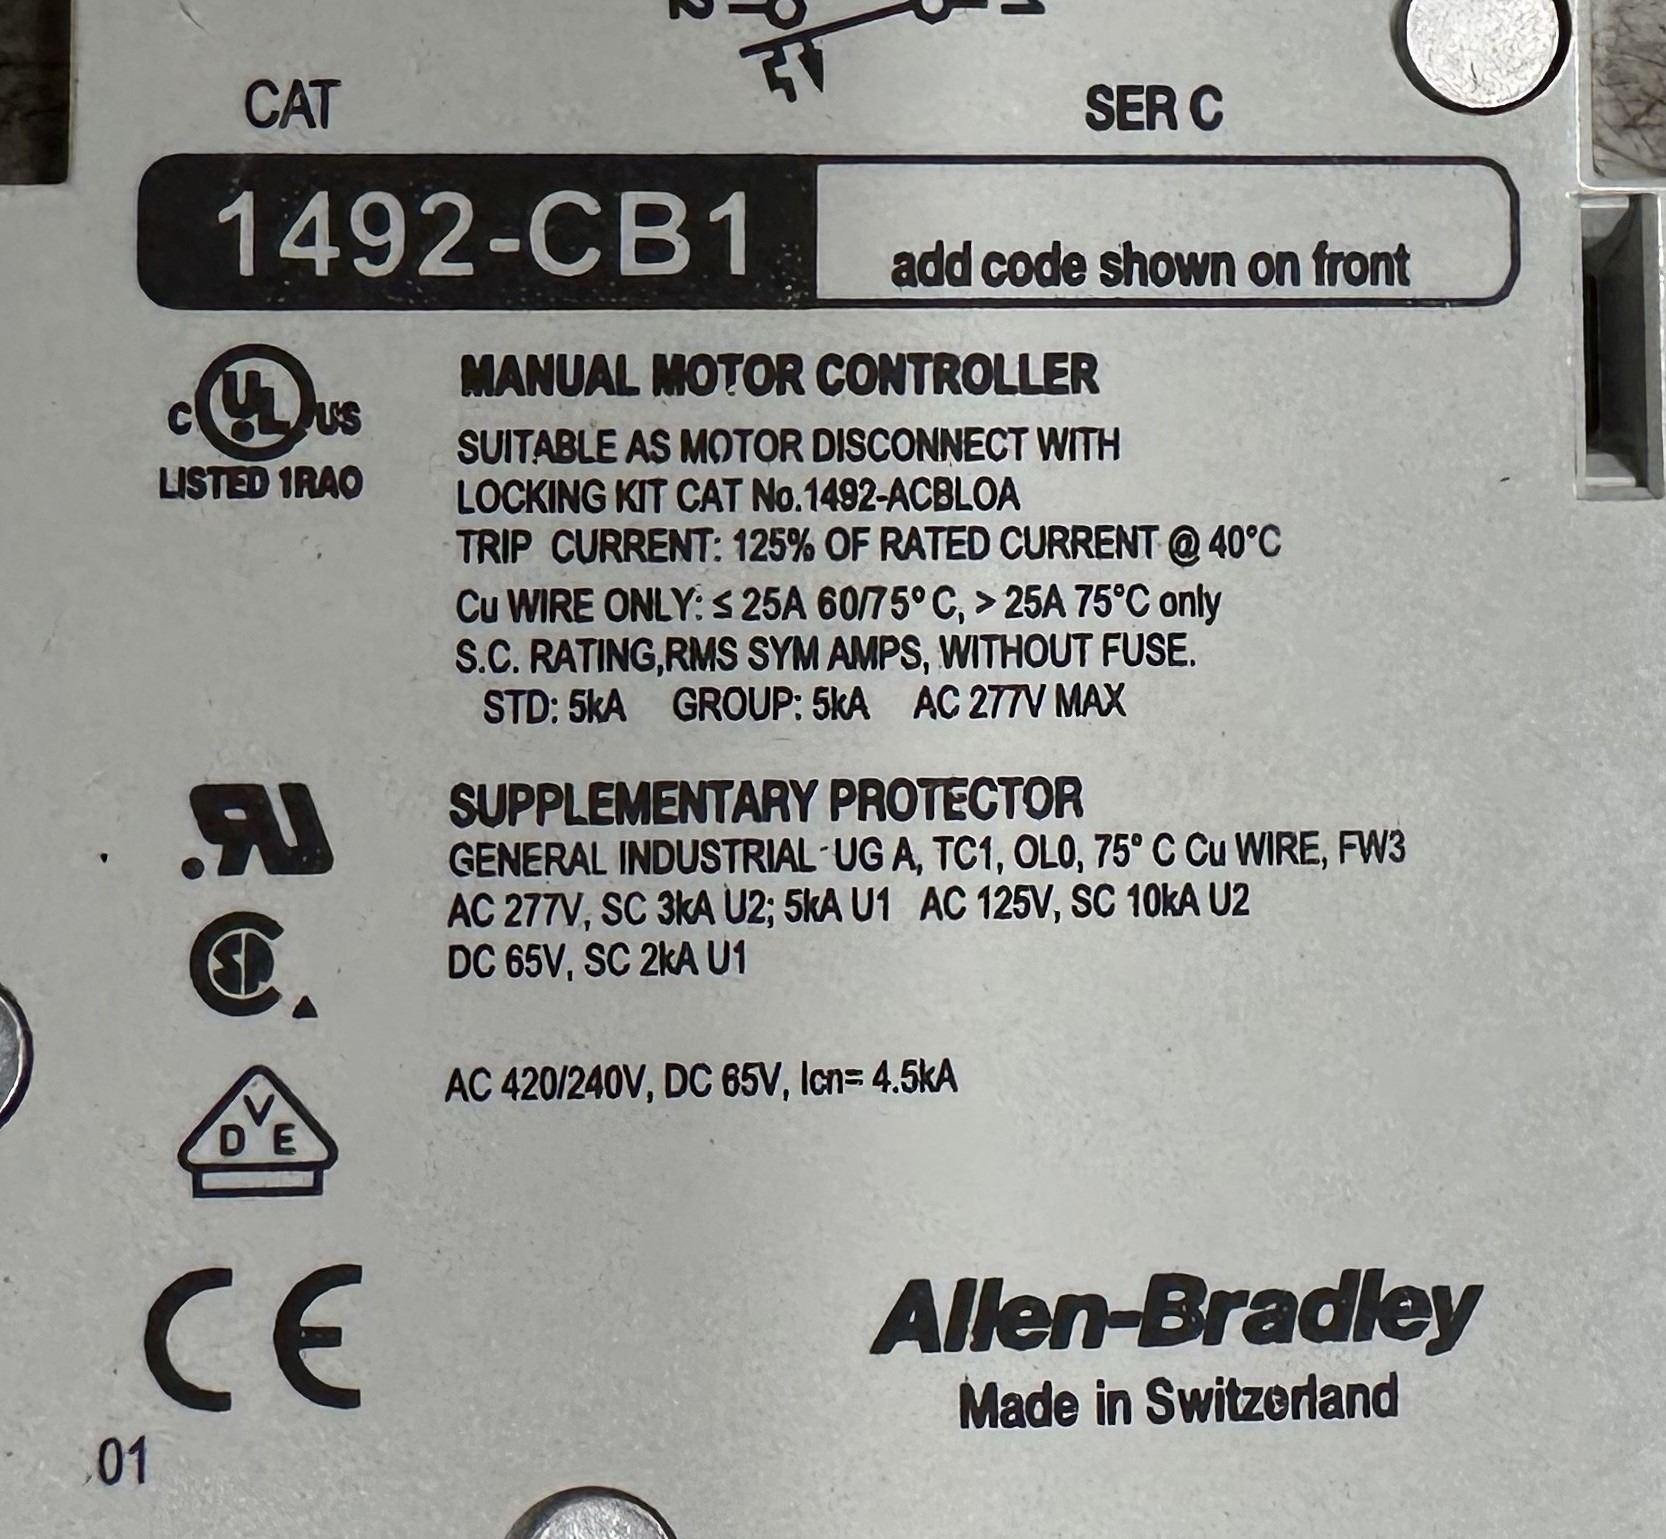 2 1
CAT SER C
1492-CB1 add code shown on front
C UL US
LISTED 1RAO
MANUAL MOTOR CONTROLLER
SUITABLE AS MOTOR DISCONNECT WITH
LOCKING KIT CAT No.1492-ACBLOA
TRIP CURRENT: 125% OF RATED CURRENT @ 40°C
Cu WIRE ONLY: ≤ 25A 60/75° C, > 25A 75°C only
S.C. RATING,RMS SYM AMPS, WITHOUT FUSE.
STD: 5kA GROUP: 5kA AC 277V MAX
SUPPLEMENTARY PROTECTOR
GENERAL INDUSTRIAL-UG A, TC1, OL0, 75° C Cu WIRE, FW3
AC 277V, SC 3kA U2; 5kA U1 AC 125V, SC 10kA U2
DC 65V, SC 2kA U1
AC 420/240V, DC 65V, Icn= 4.5kA
DVE
CE
Allen-Bradley
Made in Switzerland
01